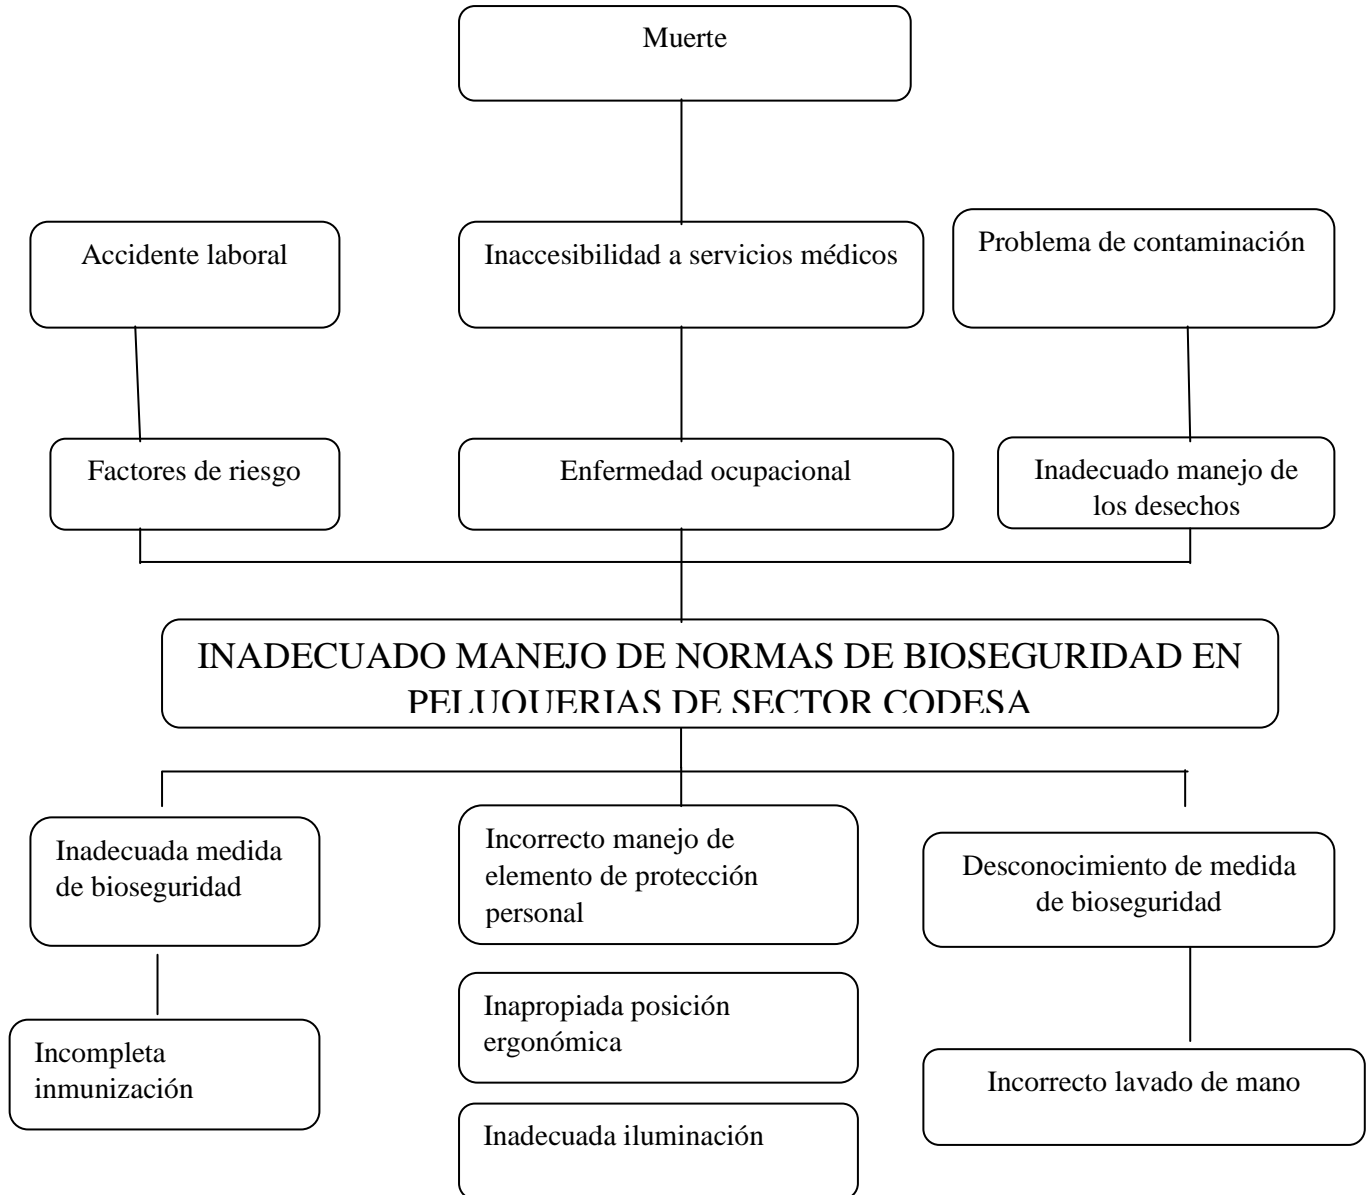 Muerte
Accidente laboral
Inaccesibilidad a servicios médicos
Problema de contaminación
Factores de riesgo
Enfermedad ocupacional
Inadecuado manejo de
los desechos
INADECUADO MANEJO DE NORMAS DE BIOSEGURIDAD EN
PELUQUERIAS DE SECTOR CODESA
Inadecuada medida
de bioseguridad
Incorrecto manejo de
elemento de protección
personal
Desconocimiento de medida
de bioseguridad
Incompleta
inmunización
Inapropiada posición
ergonómica
Incorrecto lavado de mano
Inadecuada iluminación